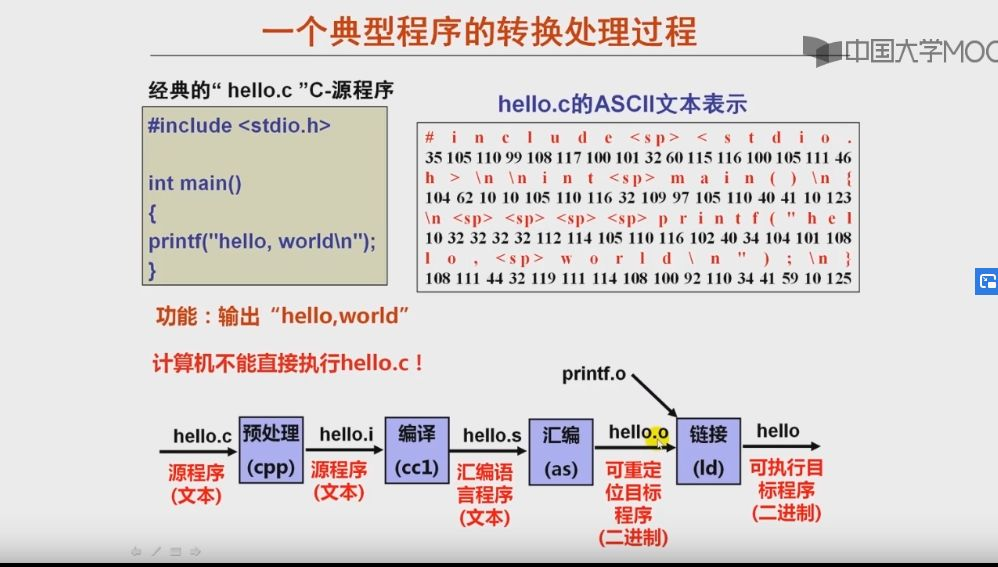 一个典型程序的转换处理过程
中国大学MOO
经典的“ hello.c ”C-源程序
#include <stdio.h>
int main()
{
printf("hello, world\n");
}
hello.c的ASCII文本表示
# i n c l u d e <sp> < s t d i o .
35 105 110 99 108 117 100 101 32 60 115 116 100 105 111 46
h > \n \n i n t <sp> m a i n ( ) \n {
104 62 10 10 105 110 116 32 109 97 105 110 40 41 10 123
\n <sp> <sp> <sp> <sp> p r i n t f ( " h e l
10 32 32 32 32 112 114 105 110 116 102 40 34 104 101 108
l o , <sp> w o r l d \ n " ) ; \n }
108 111 44 32 119 111 114 108 100 92 110 34 41 59 10 125
功能：输出“hello,world”
计算机不能直接执行hello.c！
printf.o
hello.c
源程序
(文本)
预处理
(cpp)
hello.i
源程序
(文本)
编译
(cc1)
hello.s
汇编语
言程序
(文本)
汇编
(as)
hello.o
可重定
位目标
程序
(二进制)
链接
(ld)
hello
可执行目
标程序
(二进制)